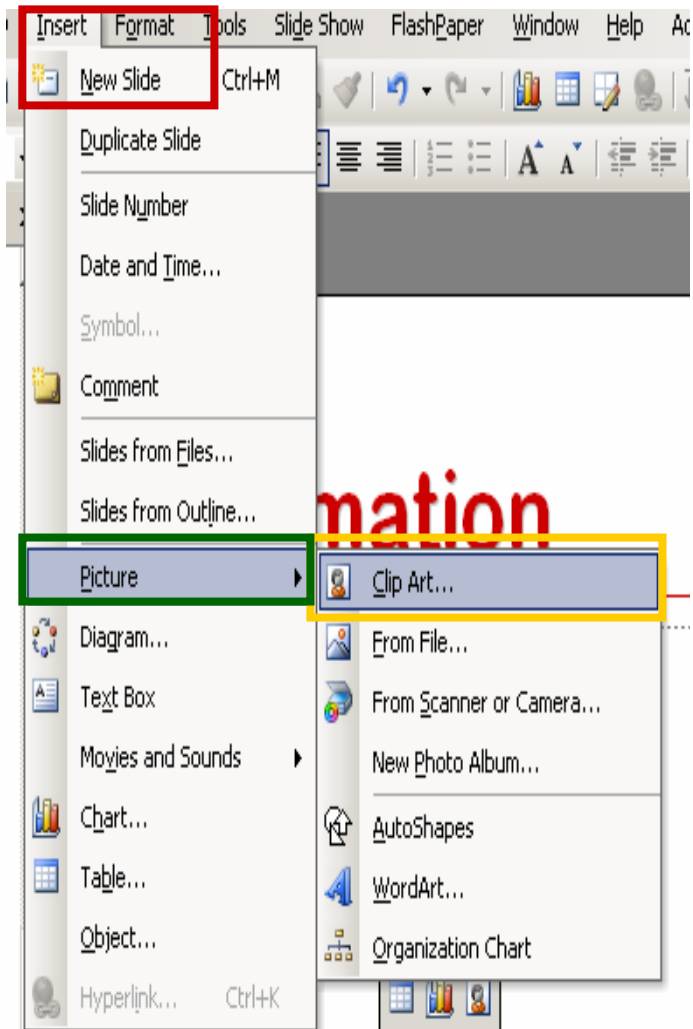 Insert Format Tools Slide Show FlashPaper Window Help
New Slide Ctrl+M
Duplicate Slide
Slide Number
Date and Time...
Symbol...
Comment
Slides from Files...
Slides from Outline...
mation
Picture
Clip Art...
Diagram...
From File...
Text Box
From Scanner or Camera...
Movies and Sounds
New Photo Album...
Chart...
AutoShapes
Table...
WordArt...
Object...
Organization Chart
Hyperlink... Ctrl+K